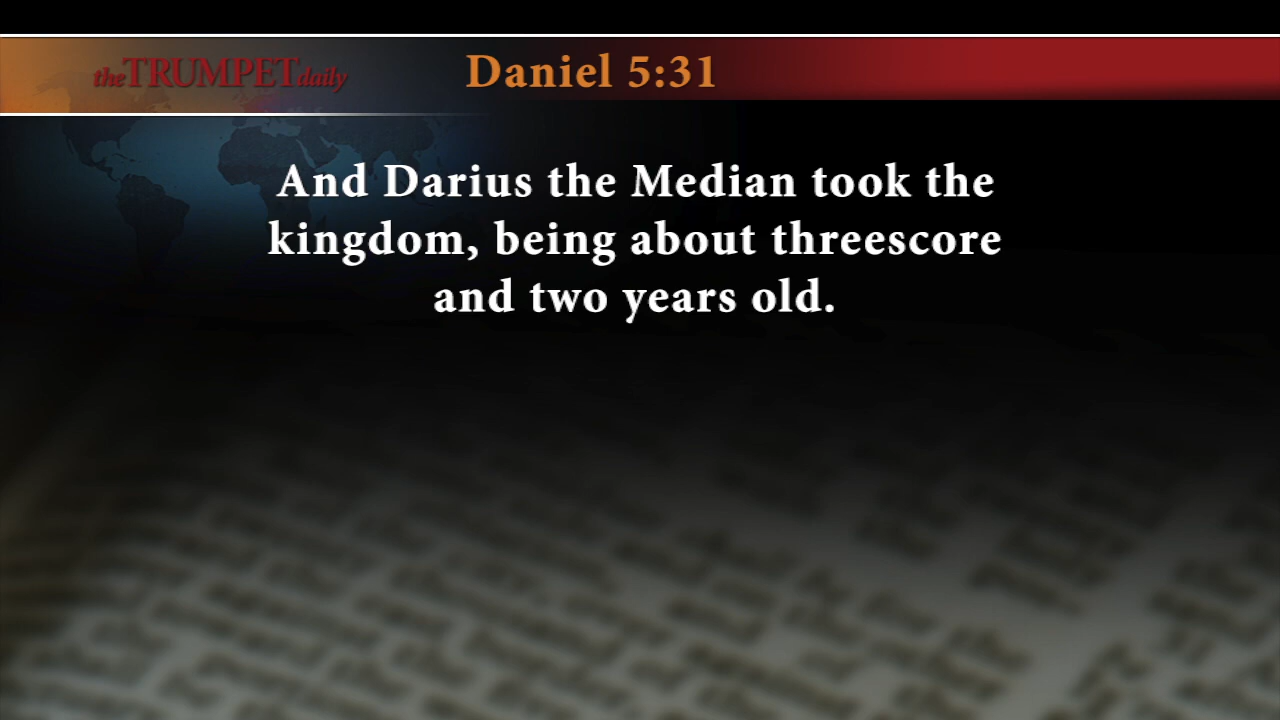 theTRUMPETdaily
Daniel 5:31
And Darius the Median took the
kingdom, being about threescore
and two years old.